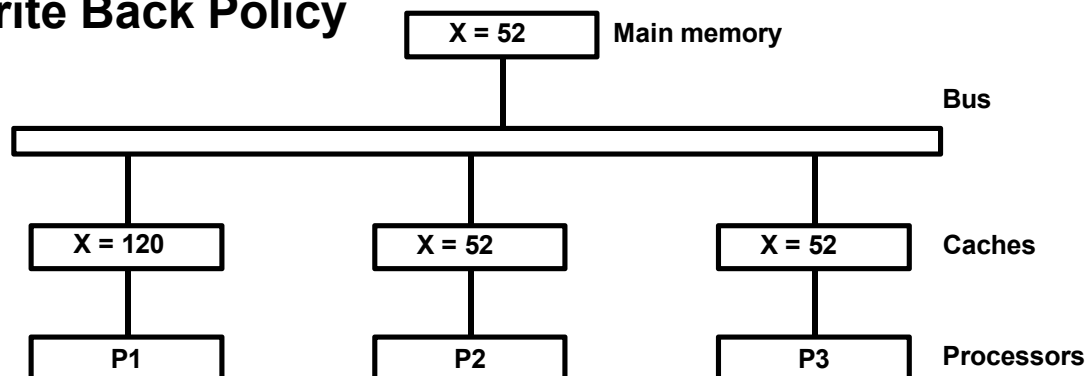 rite Back Policy
X = 52 Main memory
Bus
X = 120 X = 52 X = 52 Caches
P1 P2 P3 Processors